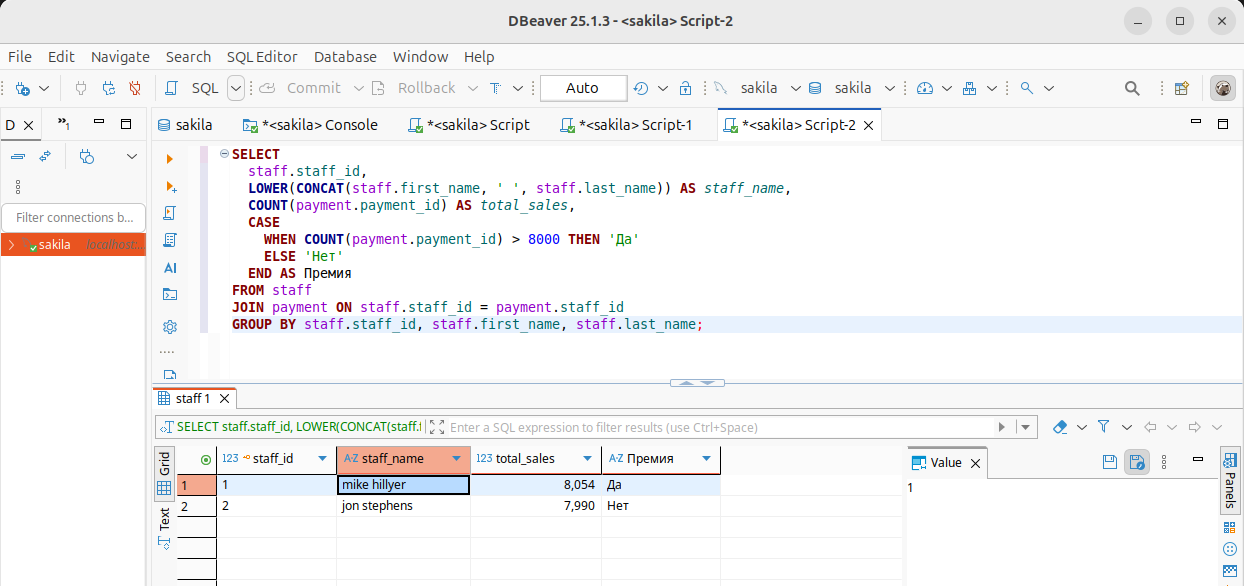 DBeaver 25.1.3 - <sakila> Script-2
File Edit Navigate Search SQL Editor Database Window Help
SQL Commit Rollback T Auto sakila sakila
D »1 sakila *<sakila> Console *<sakila> Script *<sakila> Script-1 *<sakila> Script-2
Filter connections b...
sakila localhost:
AI
SELECT
staff.staff_id,
LOWER(CONCAT(staff.first_name, ' ', staff.last_name)) AS staff_name,
COUNT(payment.payment_id) AS total_sales,
CASE
WHEN COUNT(payment.payment_id) > 8000 THEN 'Да'
ELSE 'Нет'
END AS Премия
FROM staff
JOIN payment ON staff.staff_id = payment.staff_id
GROUP BY staff.staff_id, staff.first_name, staff.last_name;
staff 1
SELECT staff.staff_id, LOWER(CONCAT(staff.f Enter a SQL expression to filter results (use Ctrl+Space)
Grid
Text
123 staff_id A-Z staff_name 123 total_sales A-Z Премия
1 1 mike hillyer 8,054 Да
2 2 jon stephens 7,990 Нет
Value
1
Panels